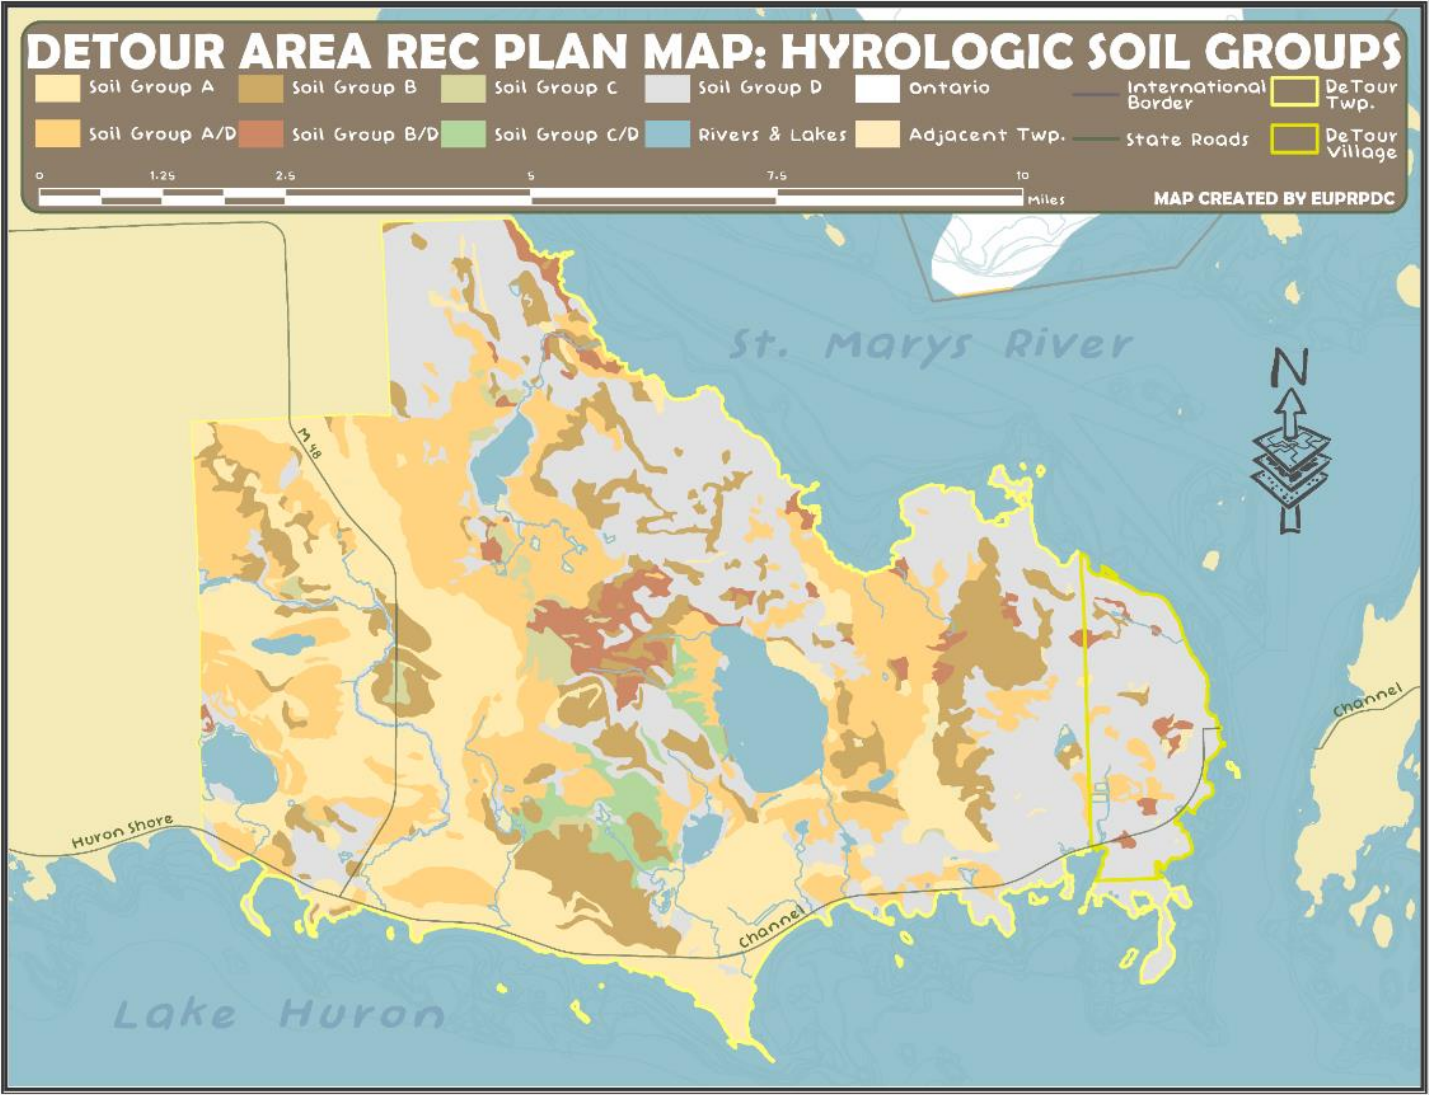 DETOUR AREA REC PLAN MAP: HYROLOGIC SOIL GROUPS
Soil Group A
Soil Group B
Soil Group C
Soil Group D
Ontario
International
Border
DeTour
Twp.
Soil Group A/D
Soil Group B/D
Soil Group C/D
Rivers & Lakes
Adjacent Twp.
State Roads
DeTour
Village
0 1.25 2.5 5 7.5 10
Miles
MAP CREATED BY EUPRPDC
St. Marys River
N
M 48
Channel
Huron Shore
Channel
Lake Huron